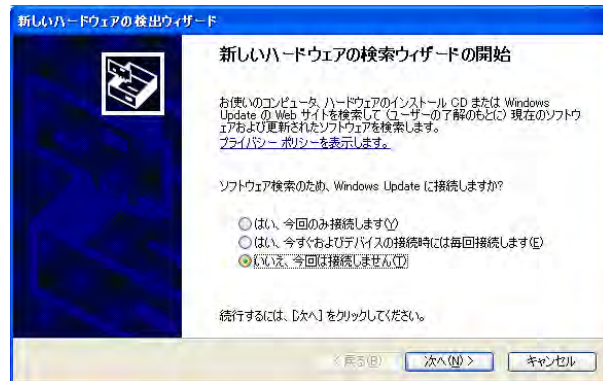 新しいハードウェアの検出ウィザード
新しいハードウェアの検索ウィザードの開始
お使いのコンピュータ、ハードウェアのインストール CD または Windows
Update の Web サイトを検索して (ユーザーの了解のもとに) 現在のソフトウ
ェアおよび更新されたソフトウェアを検索します。
プライバシー ポリシーを表示します。
ソフトウェア検索のため、Windows Update に接続しますか?
はい、今回のみ接続します(Y)
はい、今すぐおよびデバイスの接続時には毎回接続します(E)
いいえ、今回は接続しません(T)
続行するには、[次へ] をクリックしてください。
< 戻る(B) 次へ(N) > キャンセル